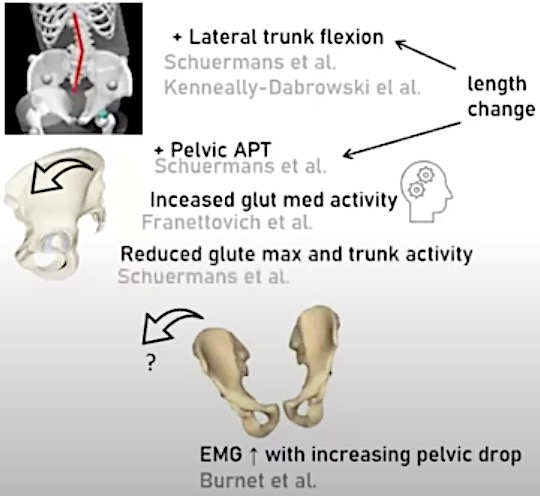 + Lateral trunk flexion
Schuermans et al.
Kenneally-Dabrowski el al.
length
change
+ Pelvic APT
Schuermans et al.
Inceased glut med activity
Franettovich et al.
Reduced glute max and trunk activity
Schuermans et al.
?
EMG ↑ with increasing pelvic drop
Burnet et al.